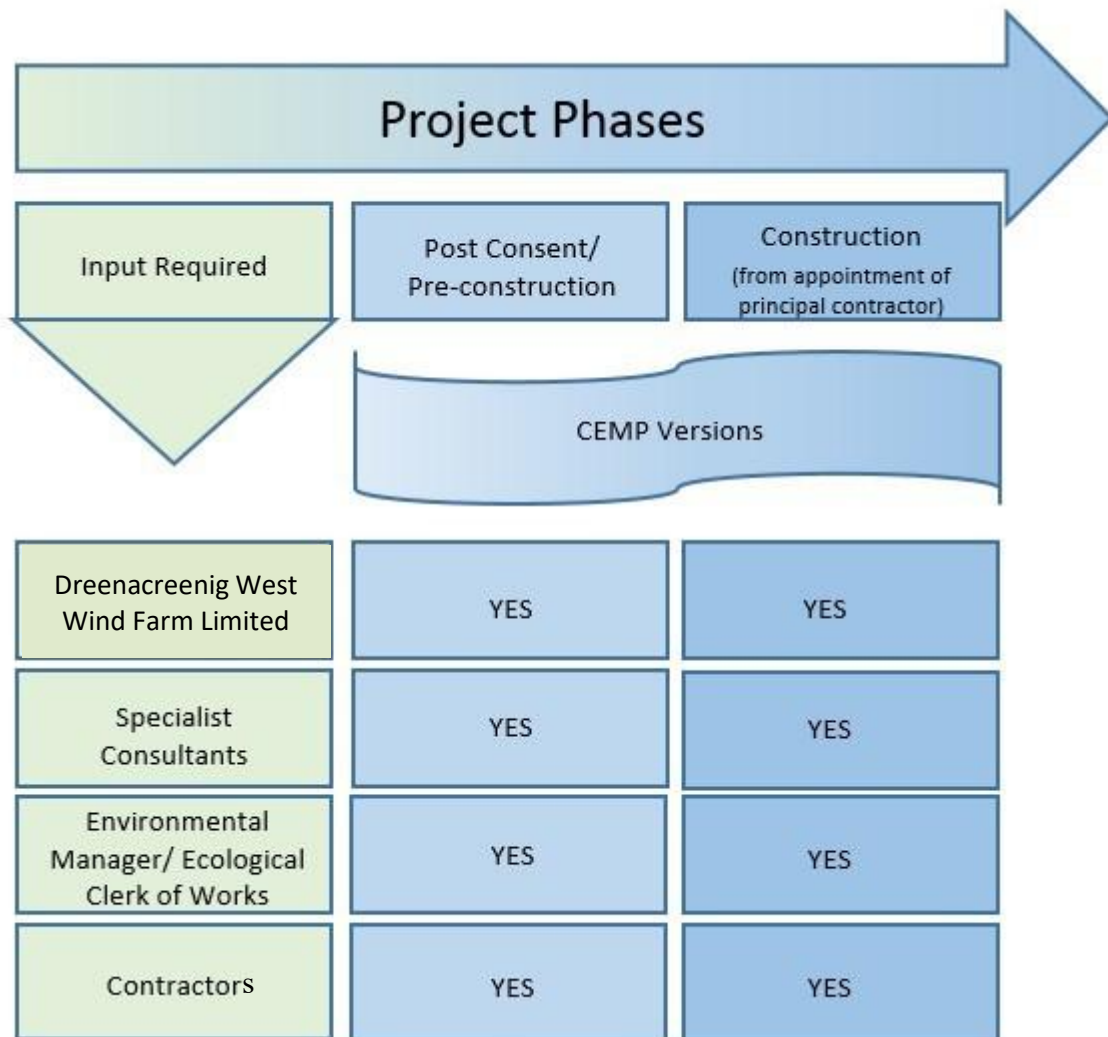 Project Phases
Input Required
Post Consent/
Pre-construction
Construction
(from appointment of
principal contractor)
CEMP Versions
Dreenacreenig West
Wind Farm Limited
YES
YES
Specialist
Consultants
YES
YES
Environmental
Manager/ Ecological
Clerk of Works
YES
YES
Contractors
YES
YES